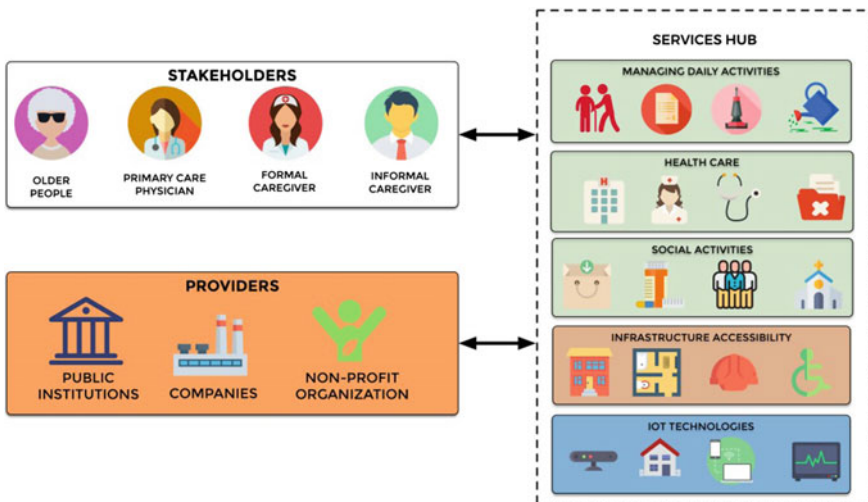 STAKEHOLDERS
OLDER
PEOPLE
PRIMARY CARE
PHYSICIAN
FORMAL
CAREGIVER
INFORMAL
CAREGIVER
PROVIDERS
PUBLIC
INSTITUTIONS
COMPANIES
NON-PROFIT
ORGANIZATION
SERVICES HUB
MANAGING DAILY ACTIVITIES
HEALTH CARE
H
SOCIAL ACTIVITIES
INFRASTRUCTURE ACCESSIBILITY
IOT TECHNOLOGIES